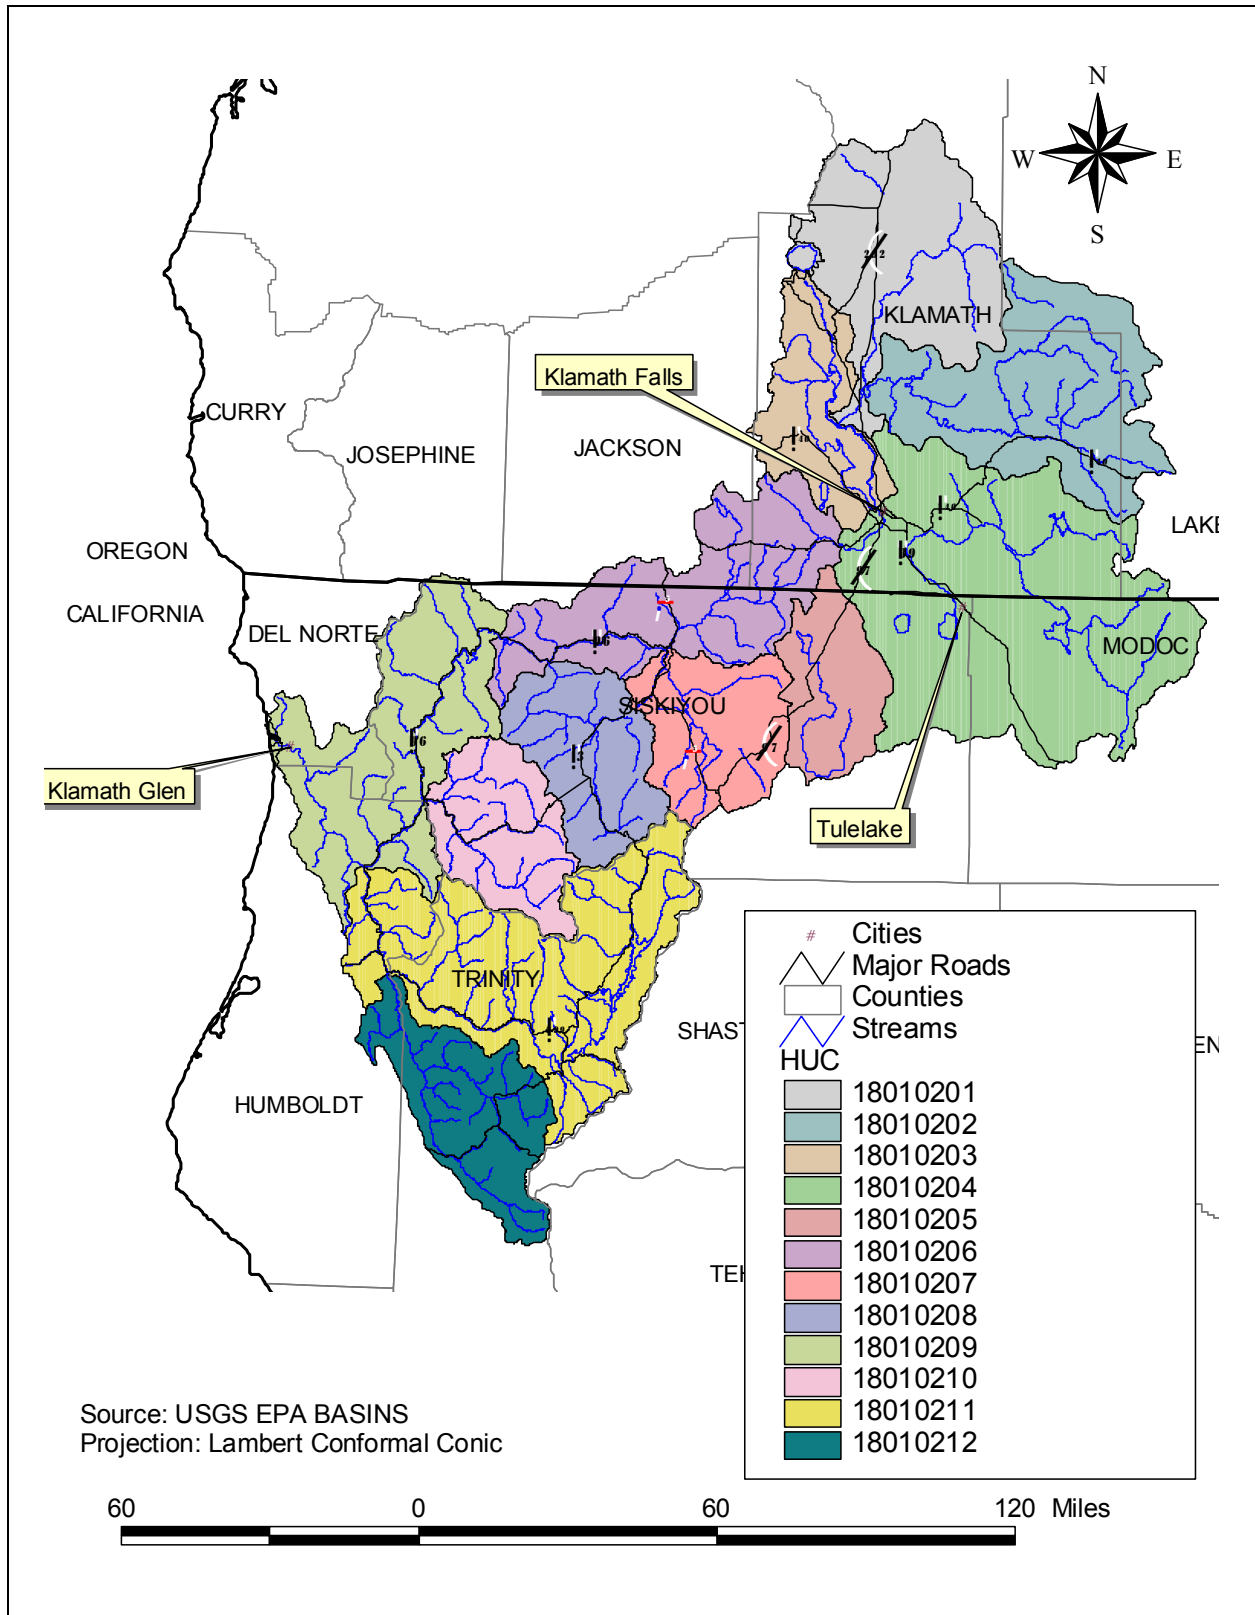 N
W E
S
KLAMATH
Klamath Falls
CURRY
JOSEPHINE
JACKSON
LAKE
OREGON
CALIFORNIA
DEL NORTE
MODOC
SISKIYOU
Klamath Glen
Tulelake
TRINITY
SHAST
HUMBOLDT
TEH
EN
# Cities
Major Roads
Counties
Streams
HUC
18010201
18010202
18010203
18010204
18010205
18010206
18010207
18010208
18010209
18010210
18010211
18010212
Source: USGS EPA BASINS
Projection: Lambert Conformal Conic
60 0 60 120 Miles